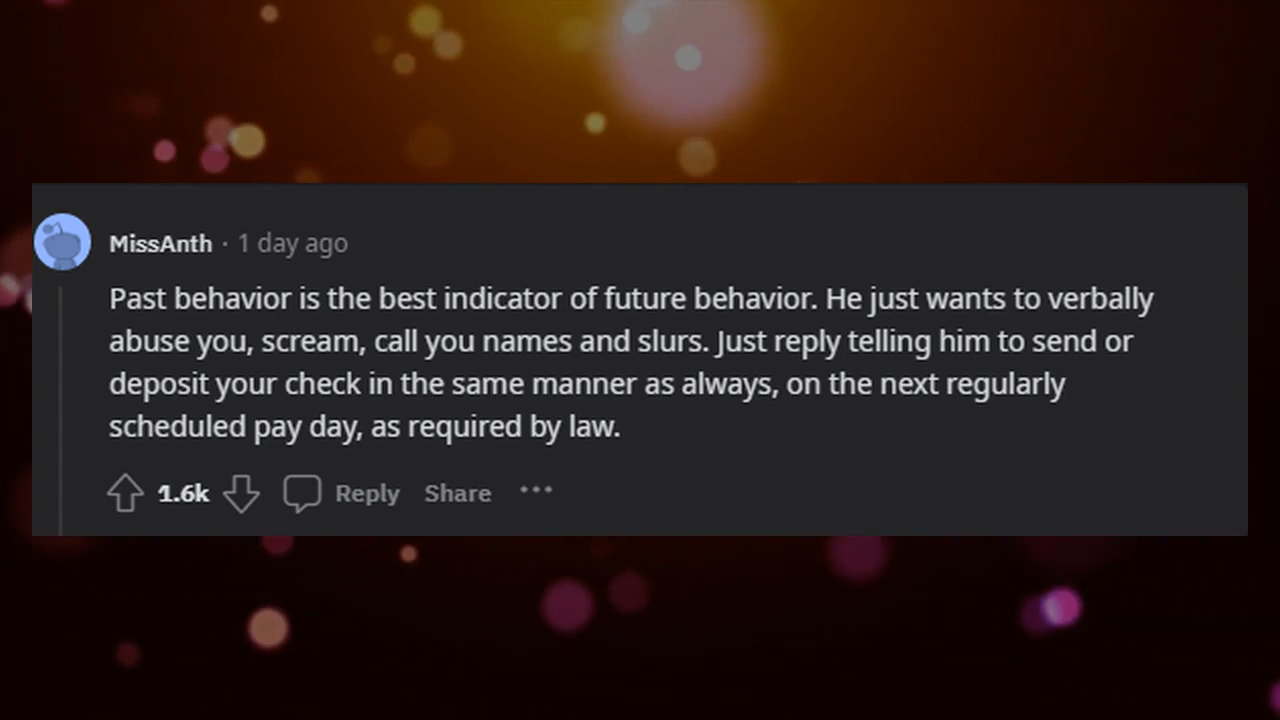 MissAnth · 1 day ago
Past behavior is the best indicator of future behavior. He just wants to verbally
abuse you, scream, call you names and slurs. Just reply telling him to send or
deposit your check in the same manner as always, on the next regularly
scheduled pay day, as required by law.
1.6k Reply Share ···